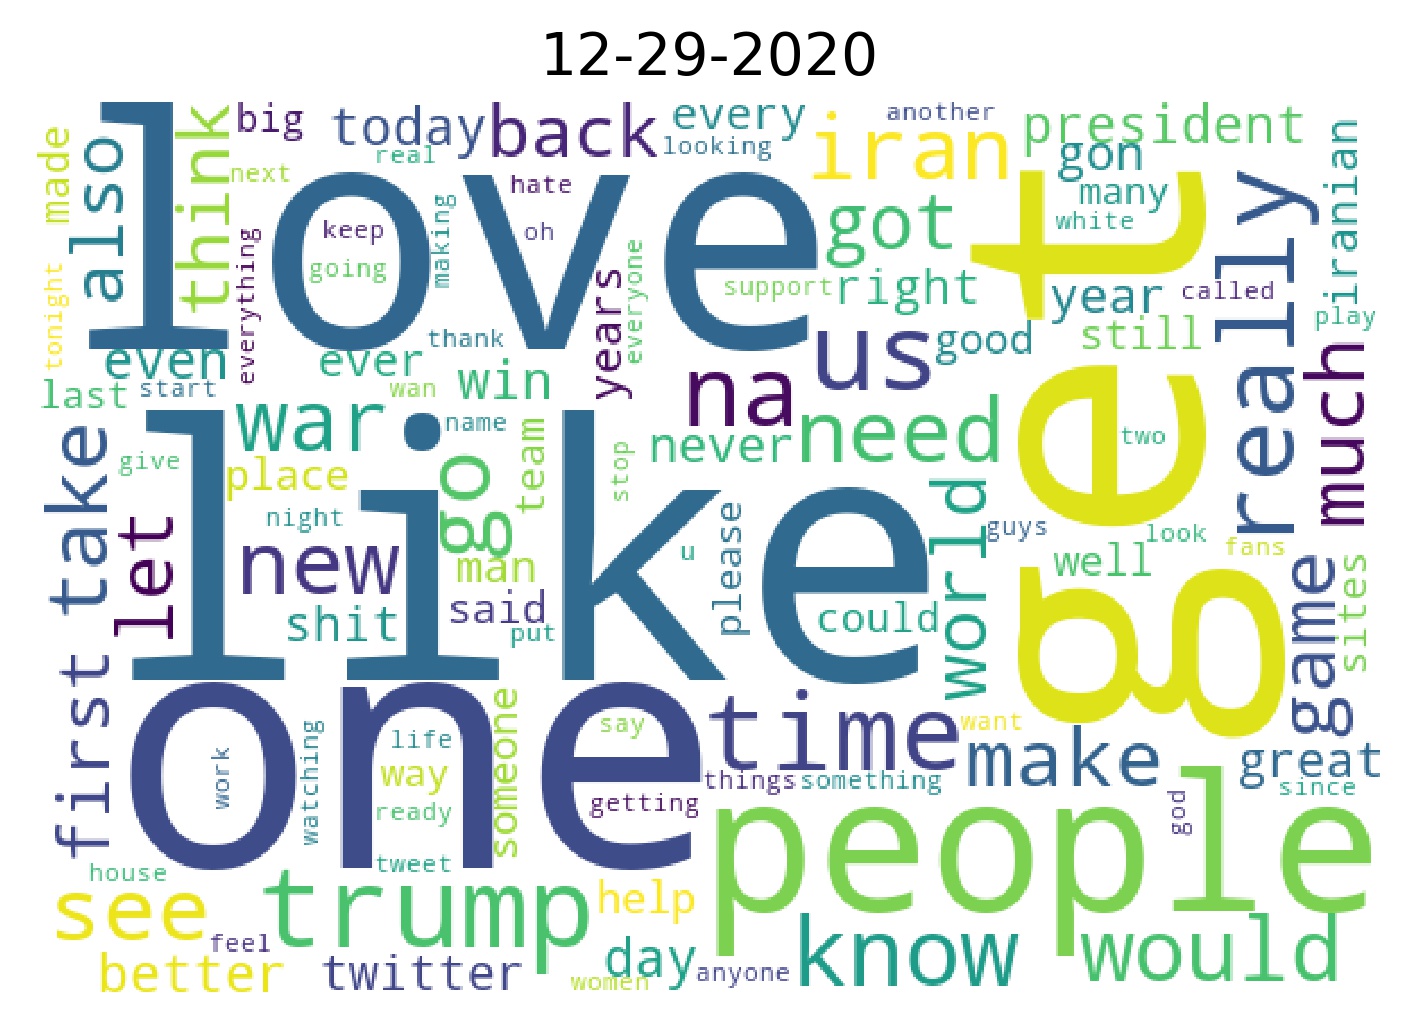 12-29-2020
love
like
get
one
people
time
trump
know
would
make
also
think
big
today
back
every
looking
another
iran
president
gon
many
white
iranian
made
next
real
hate
oh
keep
going
making
everything
tonight
got
support
right
year
called
really
play
still
good
us
years
everyone
thank
even
ever
start
last
wan
win
na
need
never
much
war
name
team
stop
place
go
give
let
first
take
night
new
man
said
put
shit
u
please
could
world
guys
two
look
well
fans
game
sites
say
someone
life
way
ready
work
watching
tweet
getting
things
something
want
great
since
god
house
see
feel
better
twitter
help
day
women
anyone